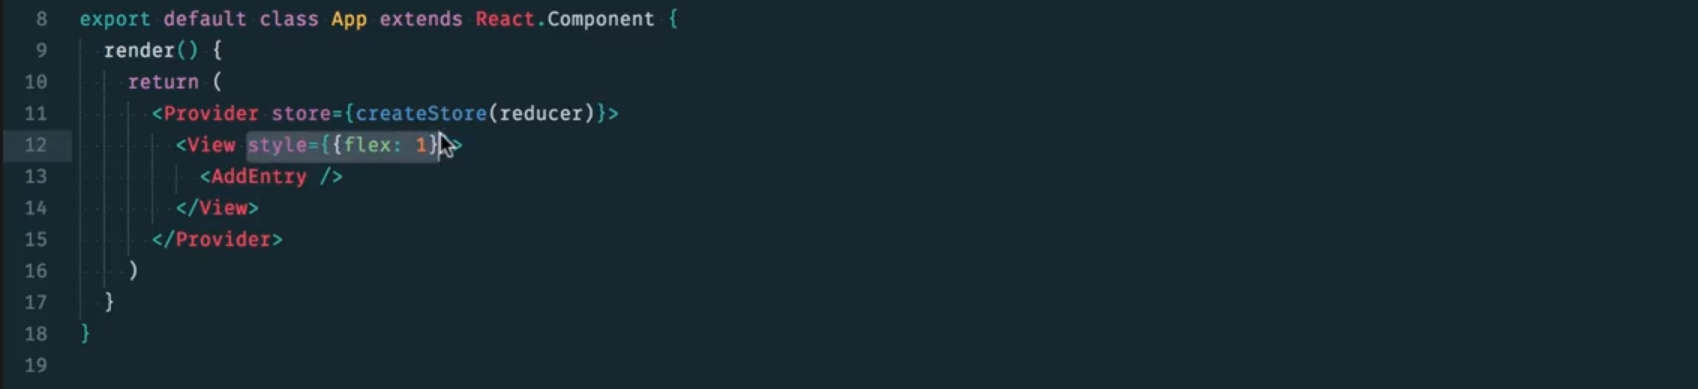 8 export default class App extends React.Component {
9 render() {
10 return (
11 <Provider store={createStore(reducer)}>
12 <View style={{flex: 1}}>
13 <AddEntry />
14 </View>
15 </Provider>
16 )
17 }
18 }
19